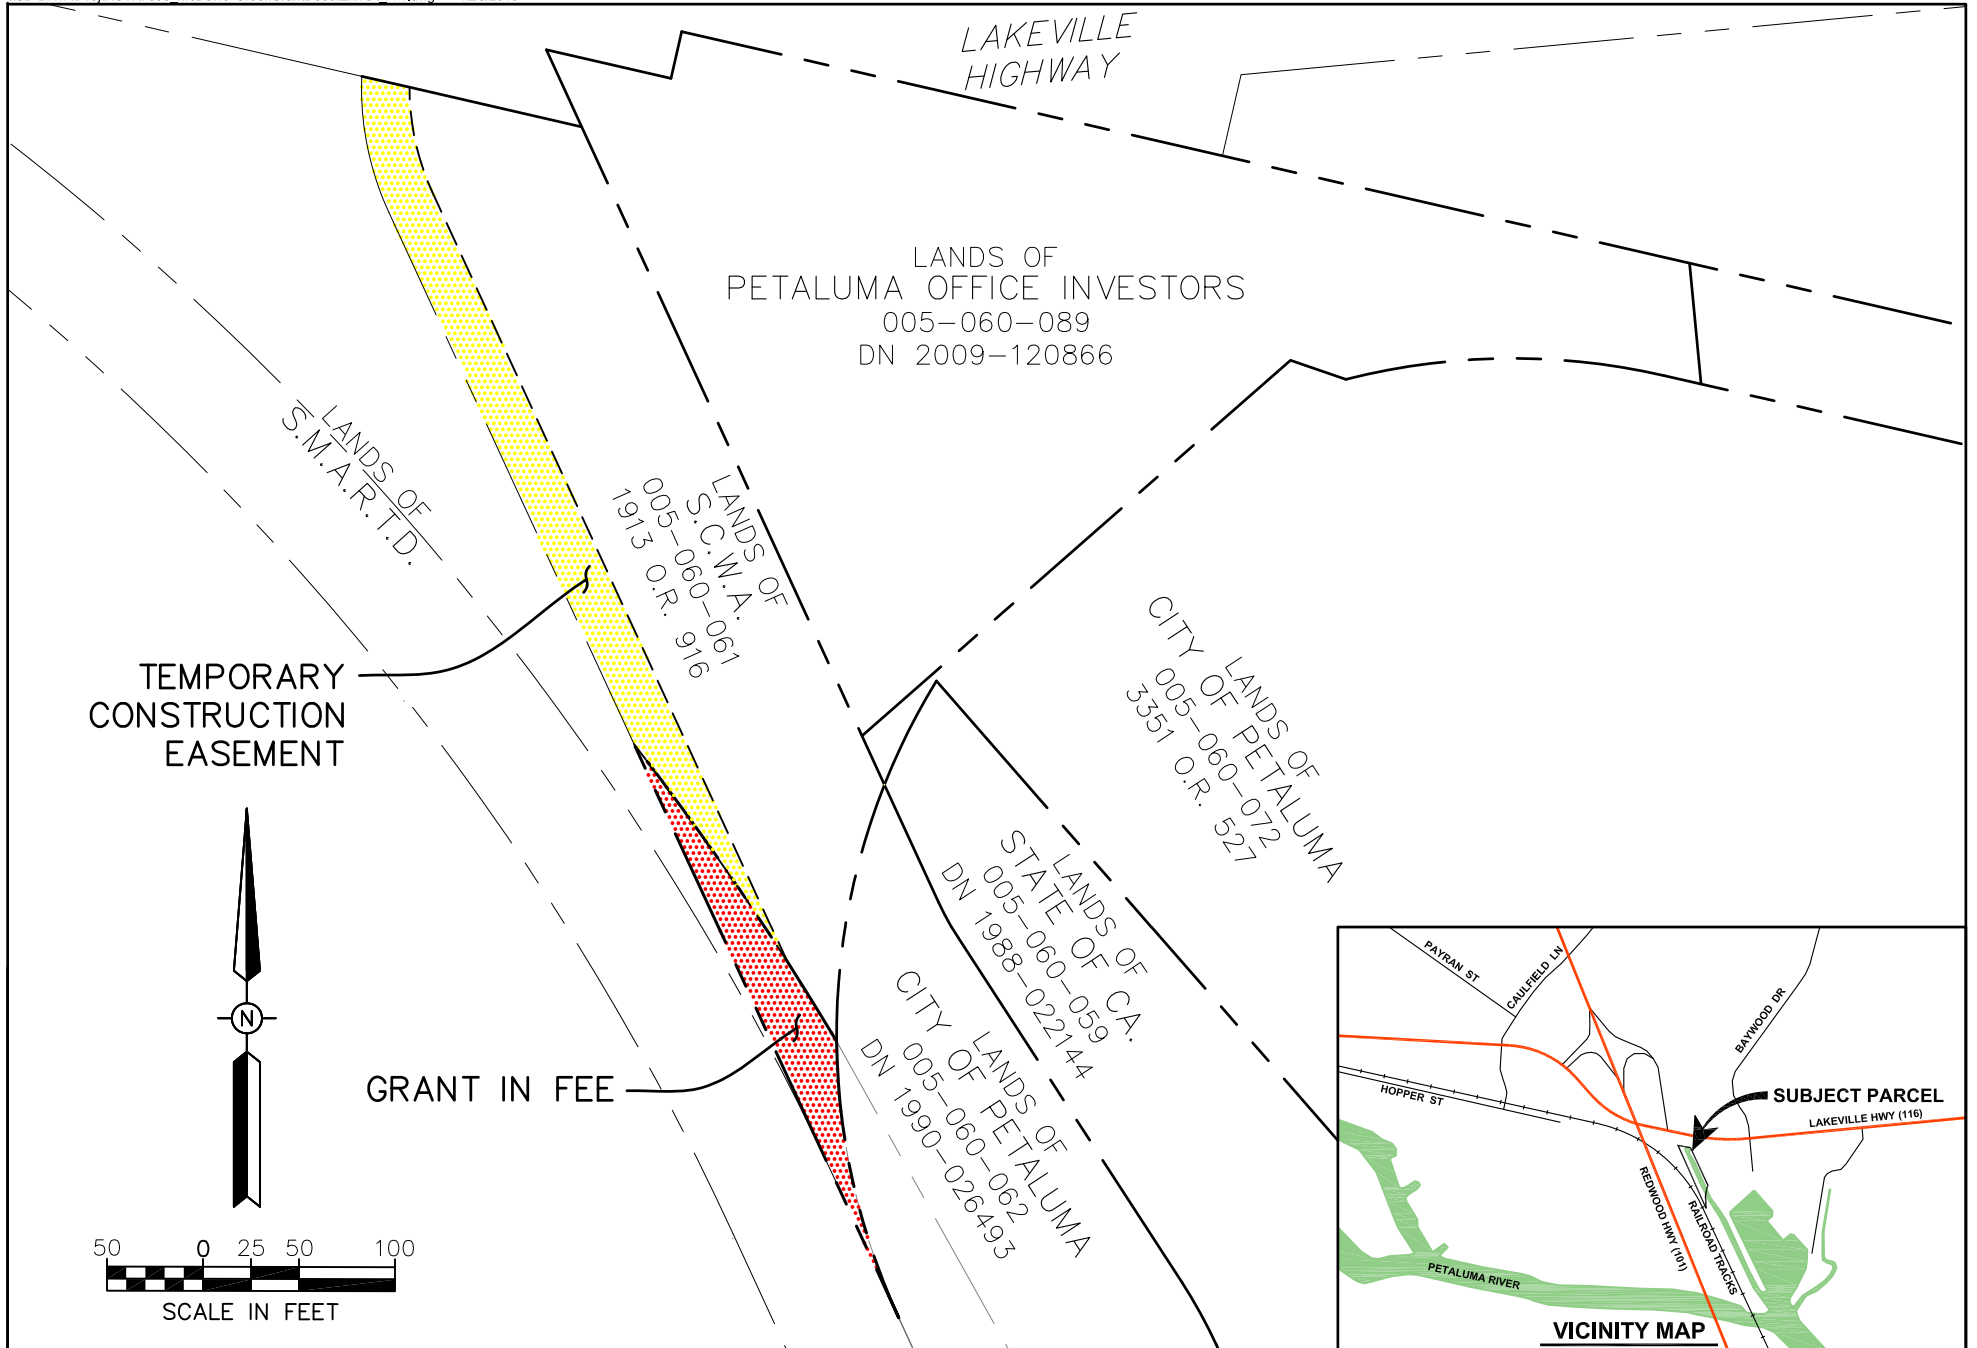 LAKEVILLE
HIGHWAY
LANDS OF
PETALUMA OFFICE INVESTORS
005-060-089
DN 2009-120866
LANDS OF
S.M.A.R.T.D.
LANDS OF
S.C.W.A.
005-060-061
1913 O.R. 916
TEMPORARY
CONSTRUCTION
EASEMENT
LANDS OF
CITY OF PETALUMA
005-060-072
3351 O.R. 527
LANDS OF
STATE OF CA.
005-060-059
DN 1988-022144
LANDS OF
CITY OF PETALUMA
005-060-062
DN 1990-026493
GRANT IN FEE
N
50 0 25 50 100
SCALE IN FEET
PAYRAN ST
CAULFIELD LN
BAYWOOD DR
HOPPER ST
SUBJECT PARCEL
LAKEVILLE HWY (116)
REDWOOD HWY (101)
RAILROAD TRACKS
PETALUMA RIVER
VICINITY MAP